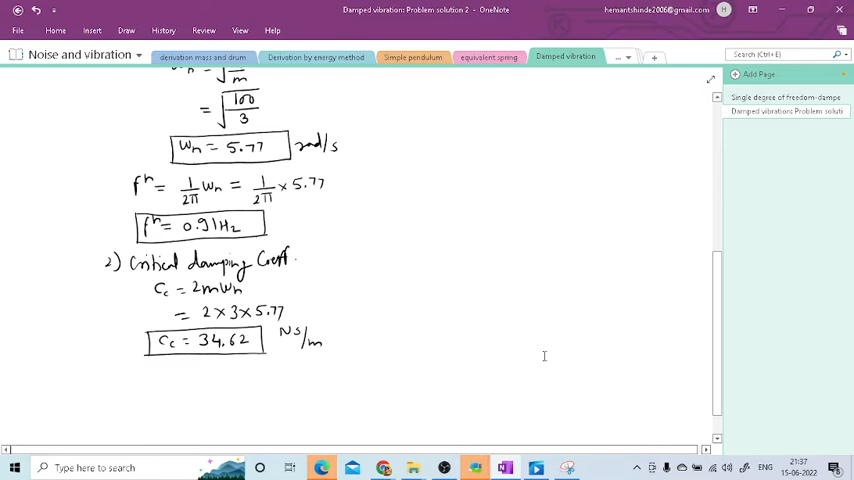 Damped vibration: Problem solution 2 - OneNote
hemantshinde2006@gmail.com
H
File Home Insert Draw History Review View Help
Noise and vibration
derivation mass and drum
Derivation by energy method
Simple pendulum
equivalent spring
Damped vibration
...
Search (Ctrl+E)
Add Page
Single degree of freedom-dampe
Damped vibration: Problem soluti
= √100/3
Wn = 5.77 rad/s
fn = 1/2π Wn = 1/2π × 5.77
fn = 0.91Hz
2) Critical damping Coeff.
Cc = 2mWn
= 2 × 3 × 5.77
Cc = 34.62 NS/m
Type here to search
ENG
21:37
15-06-2022